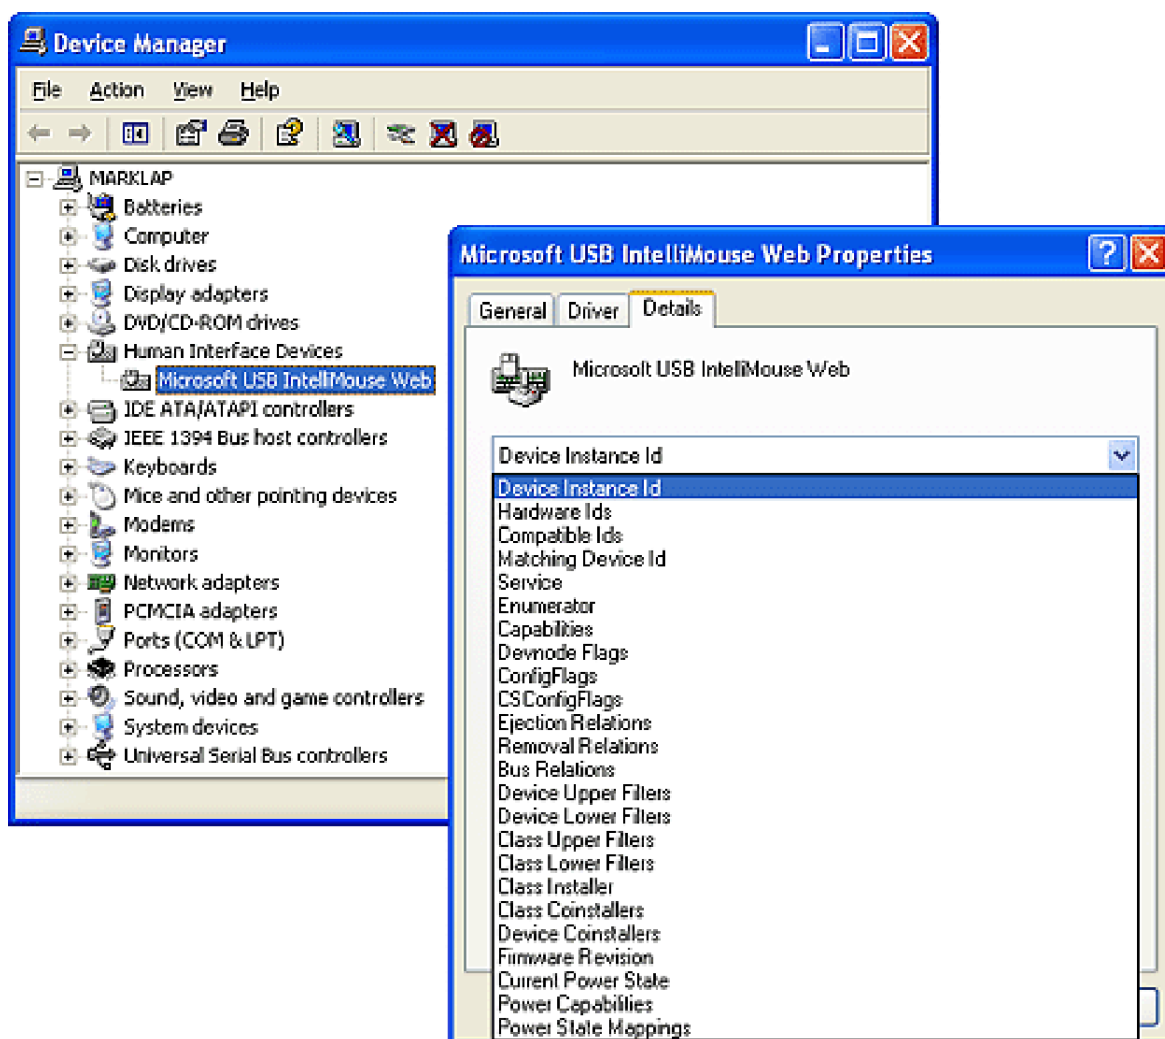 Device Manager
File Action View Help
MARKLAP
Batteries
Computer
Disk drives
Display adapters
DVD/CD-ROM drives
Human Interface Devices
Microsoft USB IntelliMouse Web
IDE ATA/ATAPI controllers
IEEE 1394 Bus host controllers
Keyboards
Mice and other pointing devices
Modems
Monitors
Network adapters
PCMCIA adapters
Ports (COM & LPT)
Processors
Sound, video and game controllers
System devices
Universal Serial Bus controllers
Microsoft USB IntelliMouse Web Properties
General Driver Details
Microsoft USB IntelliMouse Web
Device Instance Id
Device Instance Id
Hardware Ids
Compatible Ids
Matching Device Id
Service
Enumerator
Capabilities
Devnode Flags
ConfigFlags
CSConfigFlags
Ejection Relations
Removal Relations
Bus Relations
Device Upper Filters
Device Lower Filters
Class Upper Filters
Class Lower Filters
Class Installer
Class Coinstallers
Device Coinstallers
Firmware Revision
Current Power State
Power Capabilities
Power State Mappings